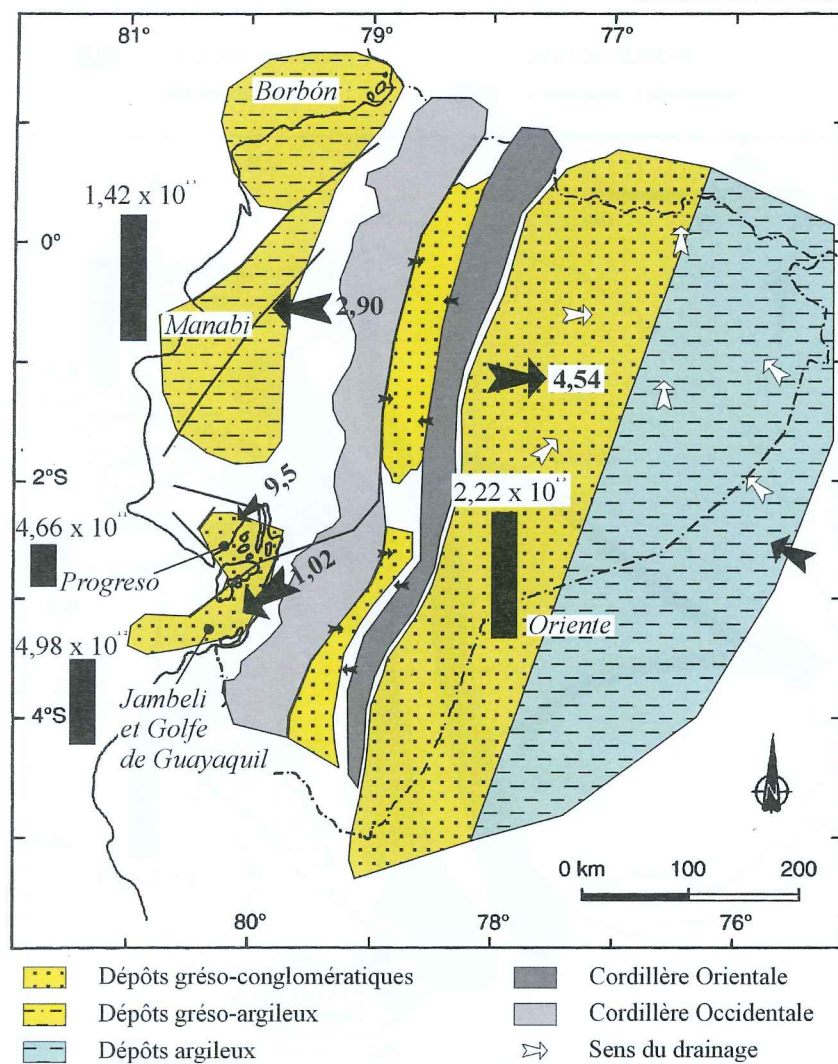 81°
79°
77°
Borbón
1,42 x 10
0°
Manabi
2,90
4,54
2°S
9,5
2,22 x 10
4,66 x 10
Progreso
1,02
Oriente
4,98 x 10
Jambeli
et Golfe
de Guayaquil
4°S
N
0 km 100 200
80°
78°
76°
Dépôts gréso-conglomératiques
Dépôts gréso-argileux
Dépôts argileux
Cordillère Orientale
Cordillère Occidentale
Sens du drainage